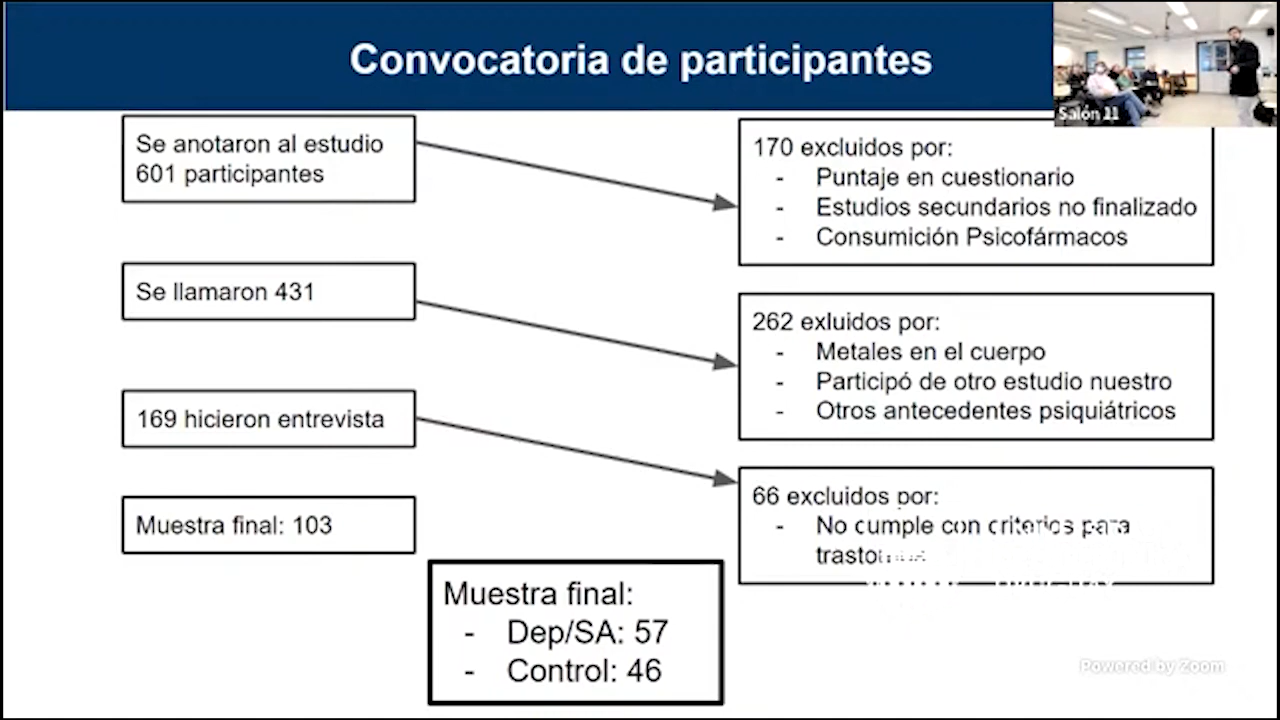 Convocatoria de participantes
Salón 11
Se anotaron al estudio
601 participantes
170 excluidos por:
- Puntaje en cuestionario
- Estudios secundarios no finalizado
- Consumición Psicofármacos
Se llamaron 431
262 exluidos por:
- Metales en el cuerpo
- Participó de otro estudio nuestro
- Otros antecedentes psiquiátricos
169 hicieron entrevista
66 excluidos por:
- No cumple con criterios para
Muestra final: 103
Muestra final:
- Dep/SA: 57
- Control: 46
Powered by Zoom